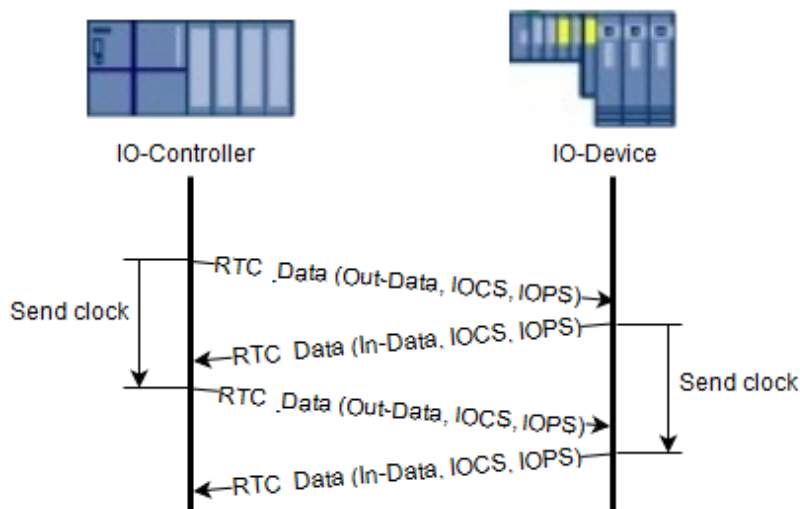 IO-Controller
IO-Device
RTC .Data (Out-Data, IOCS, IOPS)
Send clock
RTC Data (In-Data, IOCS, IOPS)
Send clock
RTC .Data (Out-Data, IOCS, IOPS)
RTC Data (In-Data, IOCS, IOPS)